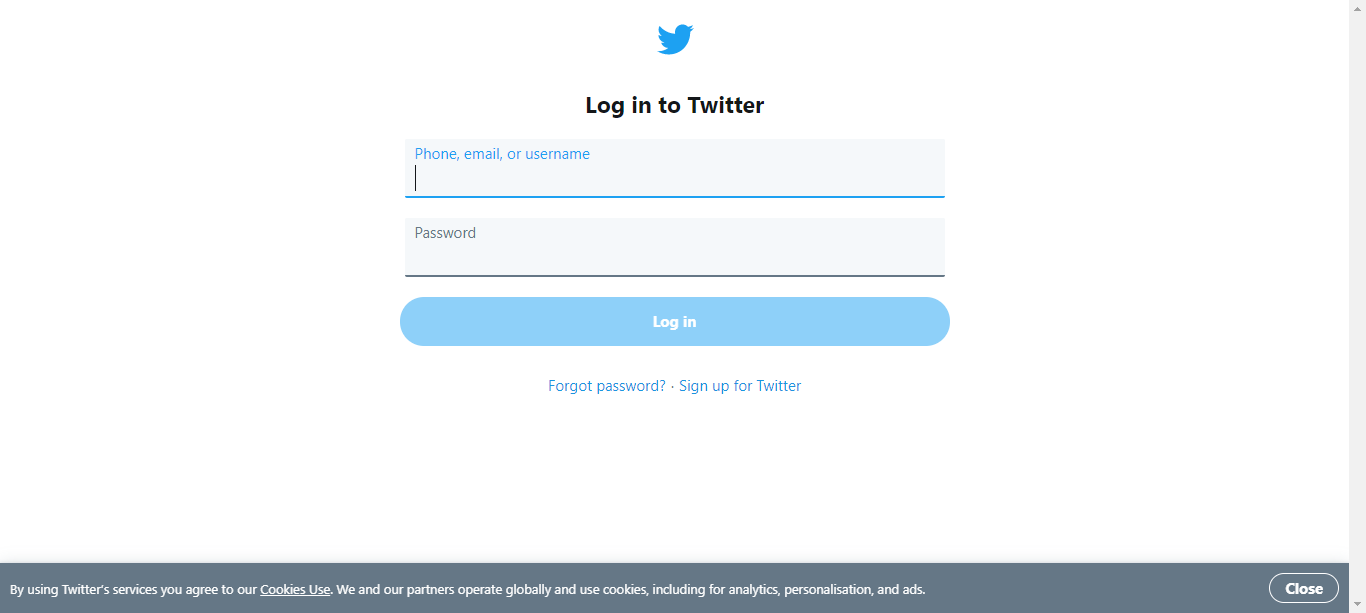 Log in to Twitter
Phone, email, or username
Password
Log in
Forgot password? · Sign up for Twitter
By using Twitter’s services you agree to our Cookies Use. We and our partners operate globally and use cookies, including for analytics, personalisation, and ads.
Close